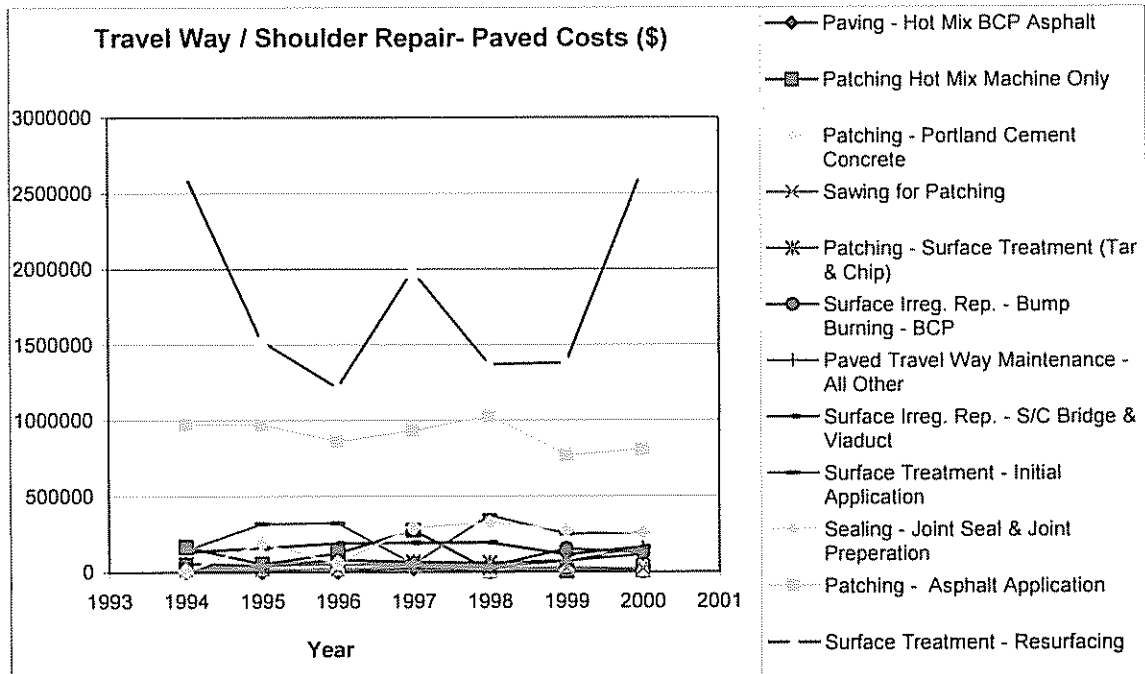 Travel Way / Shoulder Repair- Paved Costs ($)
3000000
2500000
2000000
1500000
1000000
500000
0
1993 1994 1995 1996 1997 1998 1999 2000 2001
Year
Paving - Hot Mix BCP Asphalt
Patching Hot Mix Machine Only
Patching - Portland Cement
Concrete
Sawing for Patching
Patching - Surface Treatment (Tar
& Chip)
Surface Irreg. Rep. - Bump
Burning - BCP
Paved Travel Way Maintenance -
All Other
Surface Irreg. Rep. - S/C Bridge &
Viaduct
Surface Treatment - Initial
Application
Sealing - Joint Seal & Joint
Preperation
Patching - Asphalt Application
Surface Treatment - Resurfacing